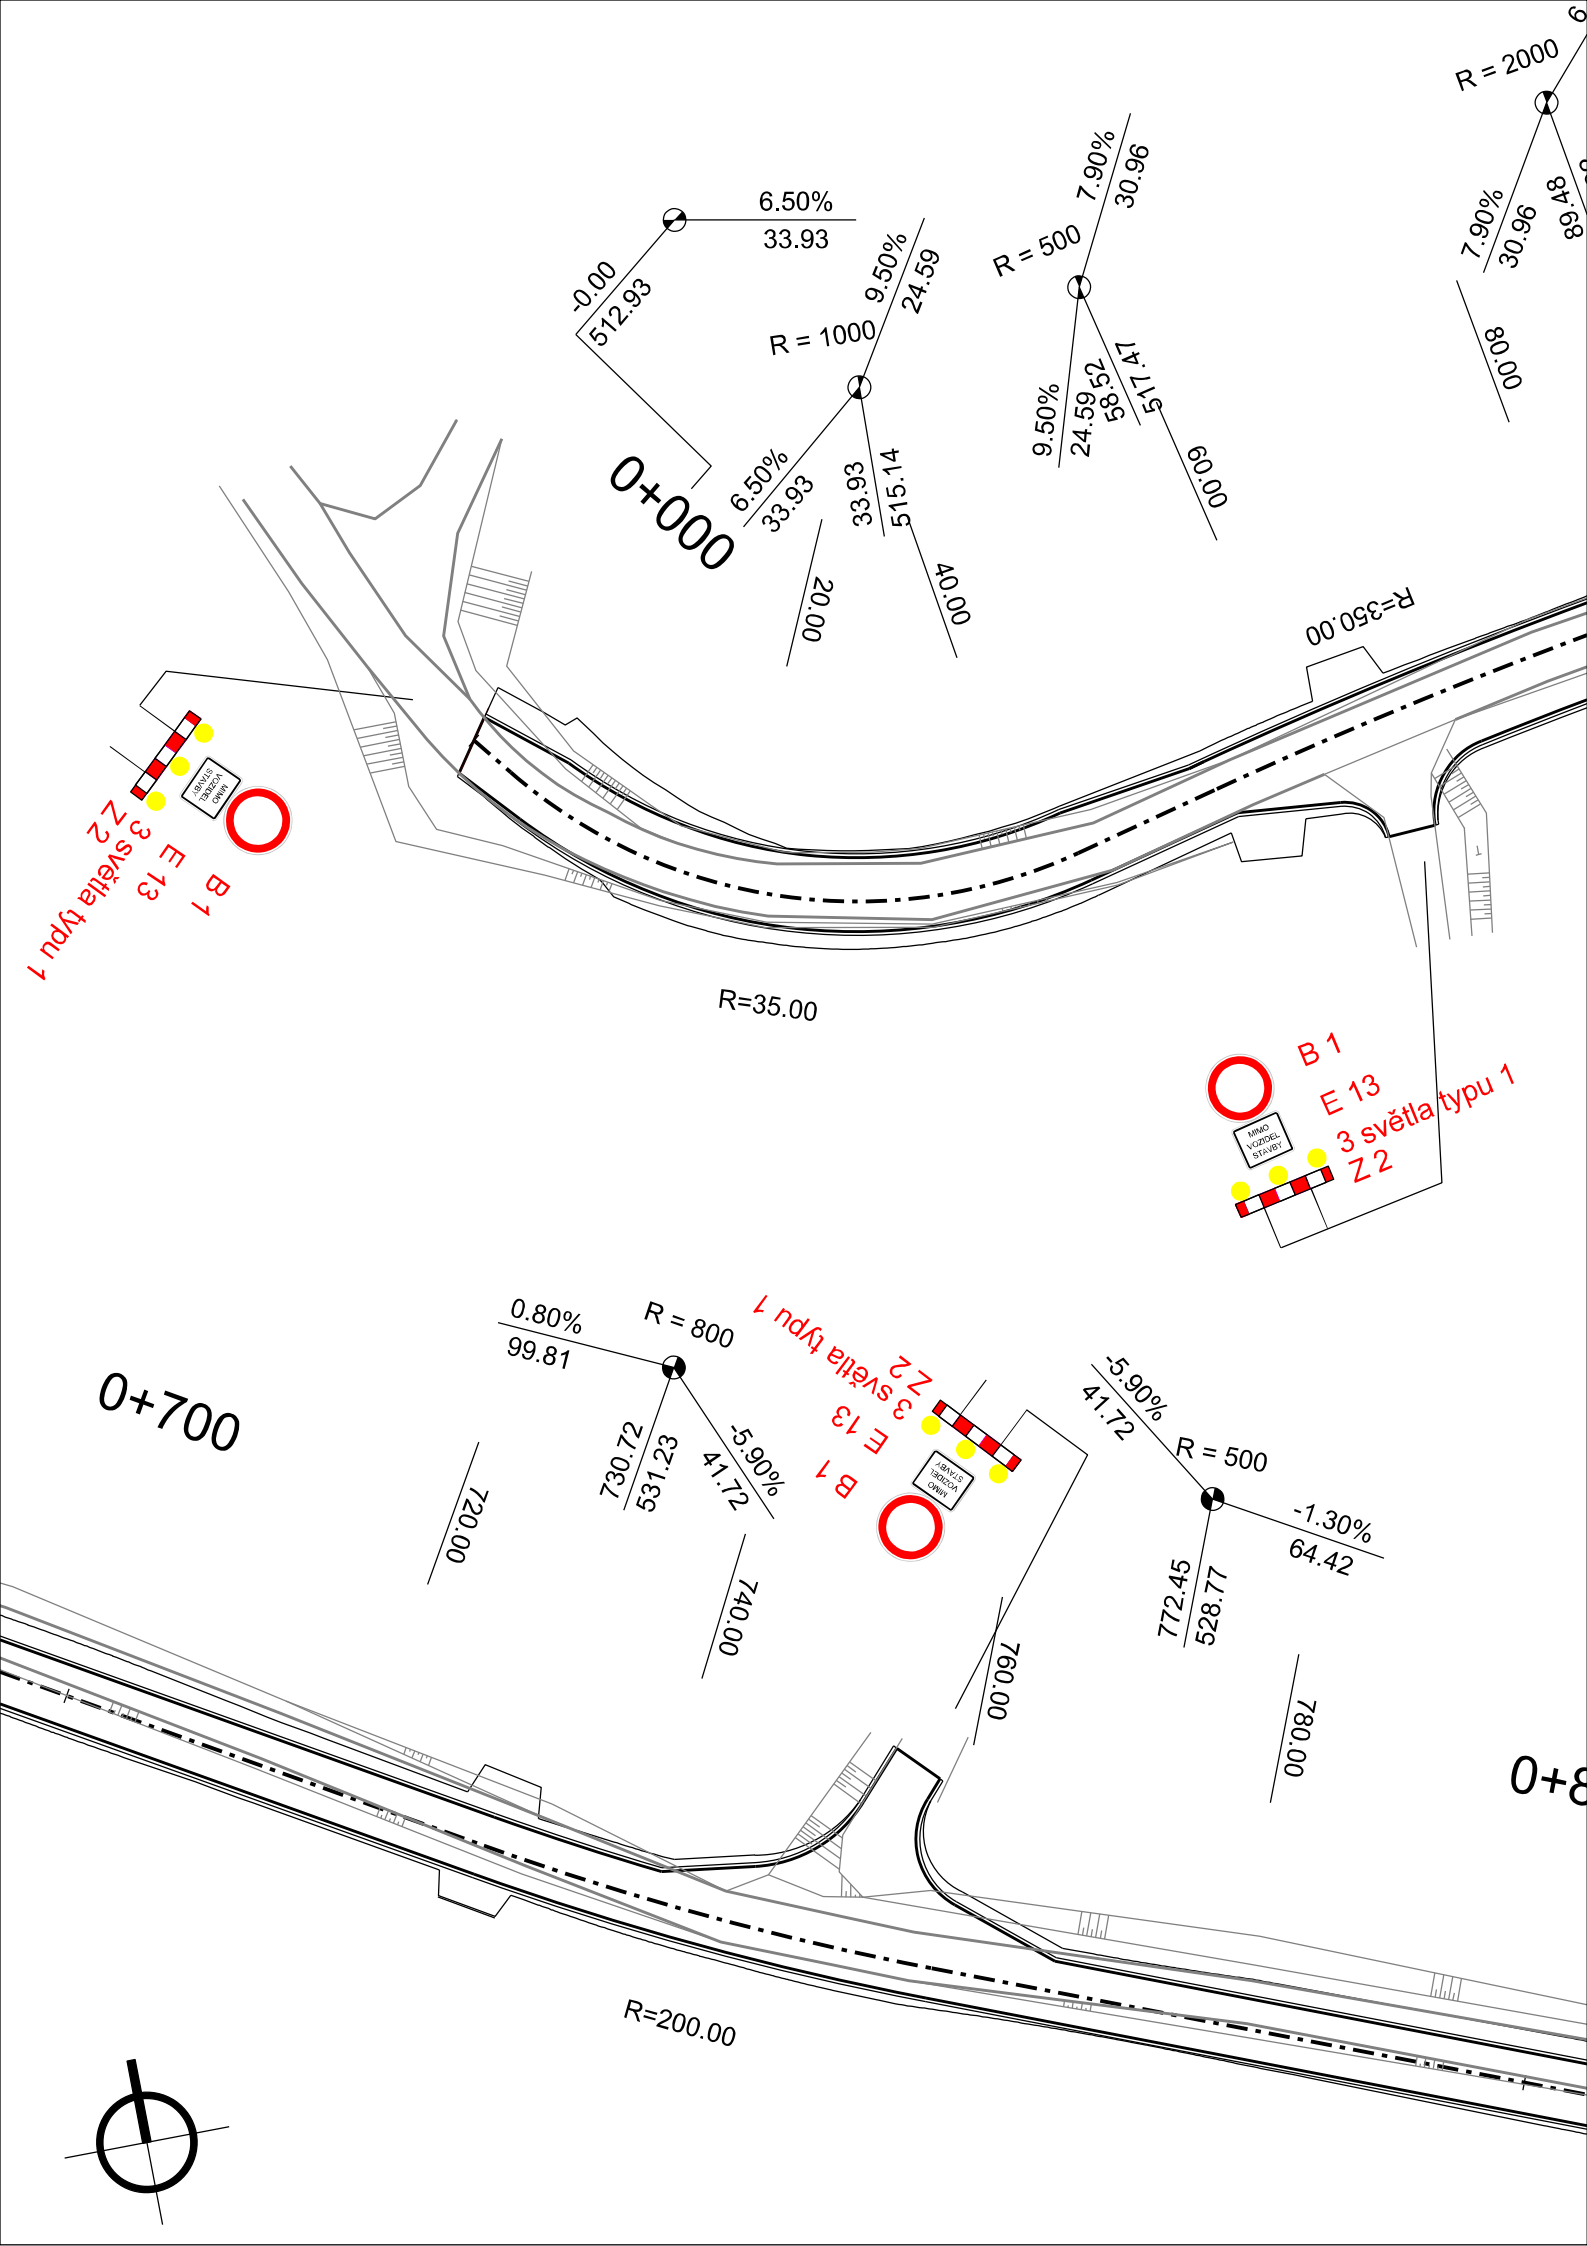 R = 2000
7.90%
30.96
80.00
7.90%
30.96
R = 500
9.50%
24.59
58.52
517.47
60.00
6.50%
33.93
-0.00
512.93
0+000
9.50%
24.59
R = 1000
6.50%
33.93
33.93
515.14
20.00
40.00
R=350.00
R=35.00
MIMO
VOZIDEL
STAVBY
Z 2
3 světla typu 1
E 13
B 1
B 1
E 13
3 světla typu 1
Z 2
MIMO
VOZIDEL
STAVBY
0+700
0.80%
99.81
R = 800
730.72
531.23
-5.90%
41.72
720.00
740.00
3 světla typu 1
Z 2
E 13
B 1
MIMO
VOZIDEL
STAVBY
-5.90%
41.72
R = 500
-1.30%
64.42
772.45
528.77
760.00
780.00
0+8
R=200.00